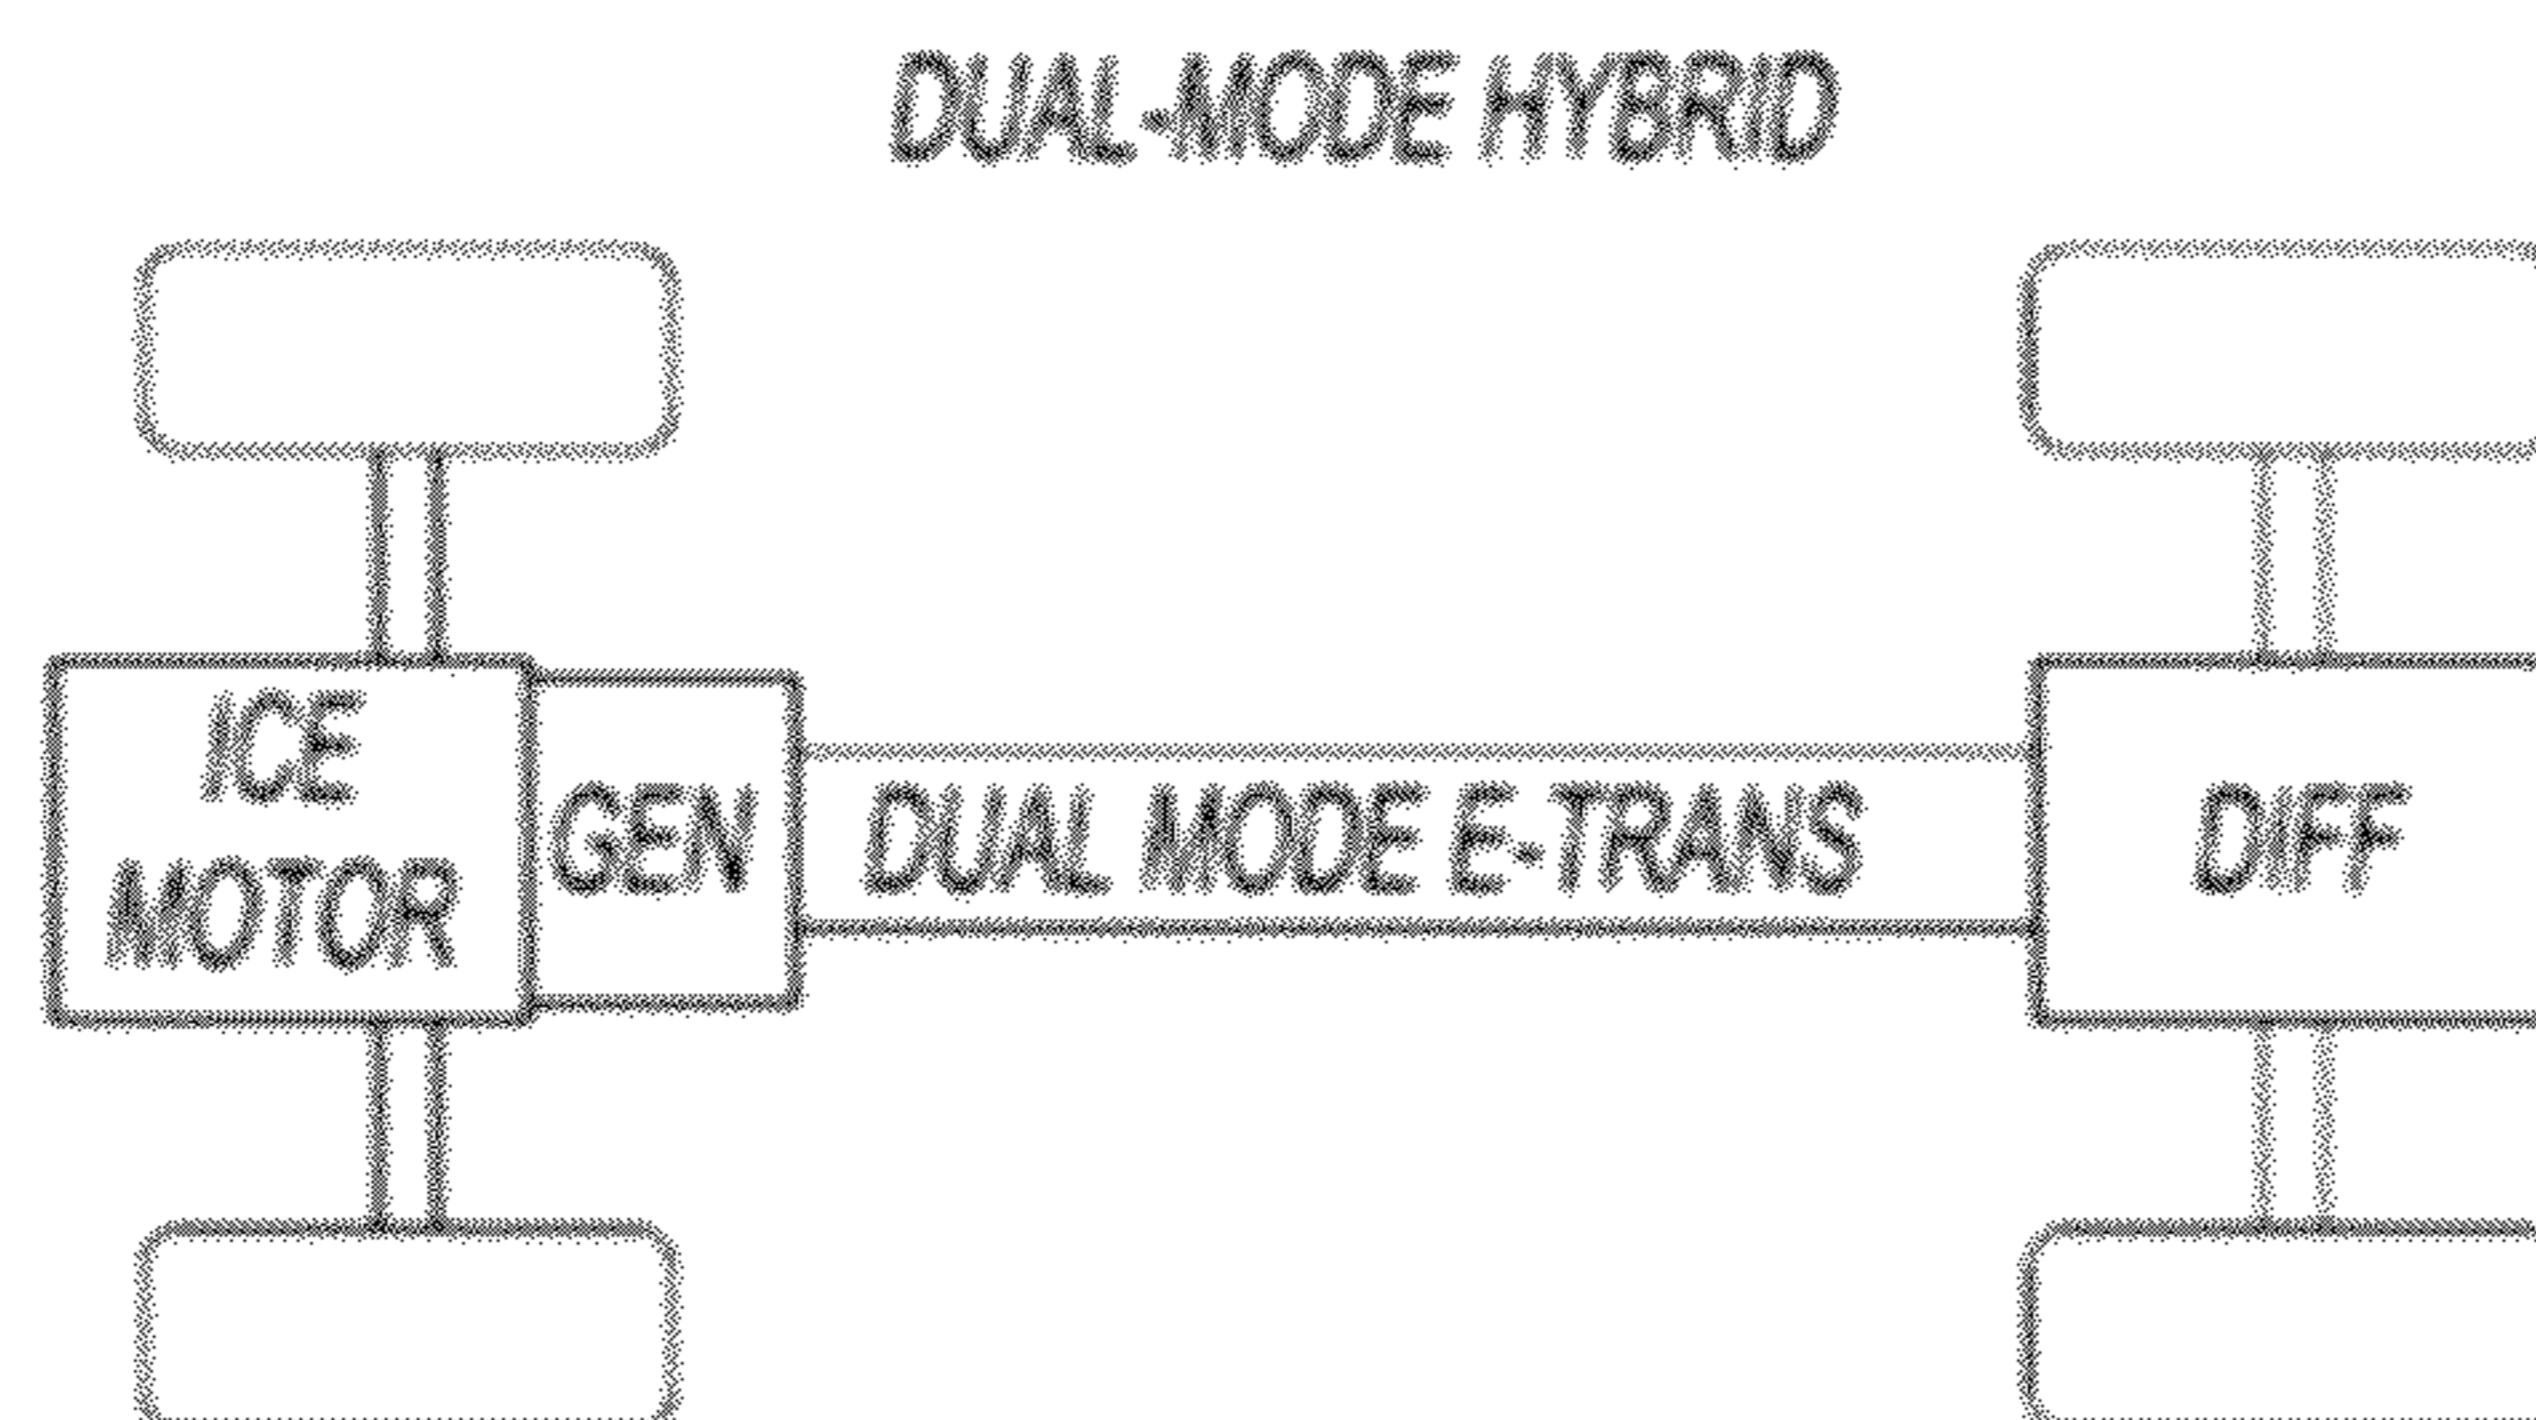 DUAL-MODE HYBRID
ICE
MOTOR
GEN
DUAL MODE E-TRANS
DIFF